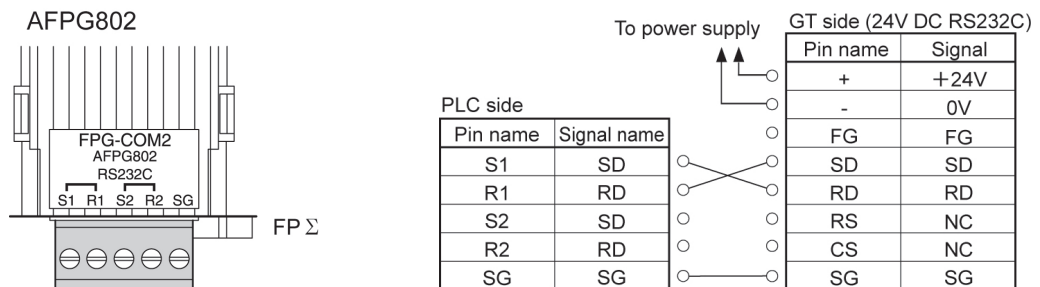 AFPG802
FPG-COM2
AFPG802
RS232C
S1 R1 S2 R2 SG
FPΣ
To power supply
PLC side
Pin name Signal name
S1 SD
R1 RD
S2 SD
R2 RD
SG SG
GT side (24V DC RS232C)
Pin name Signal
+ +24V
- 0V
FG FG
SD SD
RD RD
RS NC
CS NC
SG SG